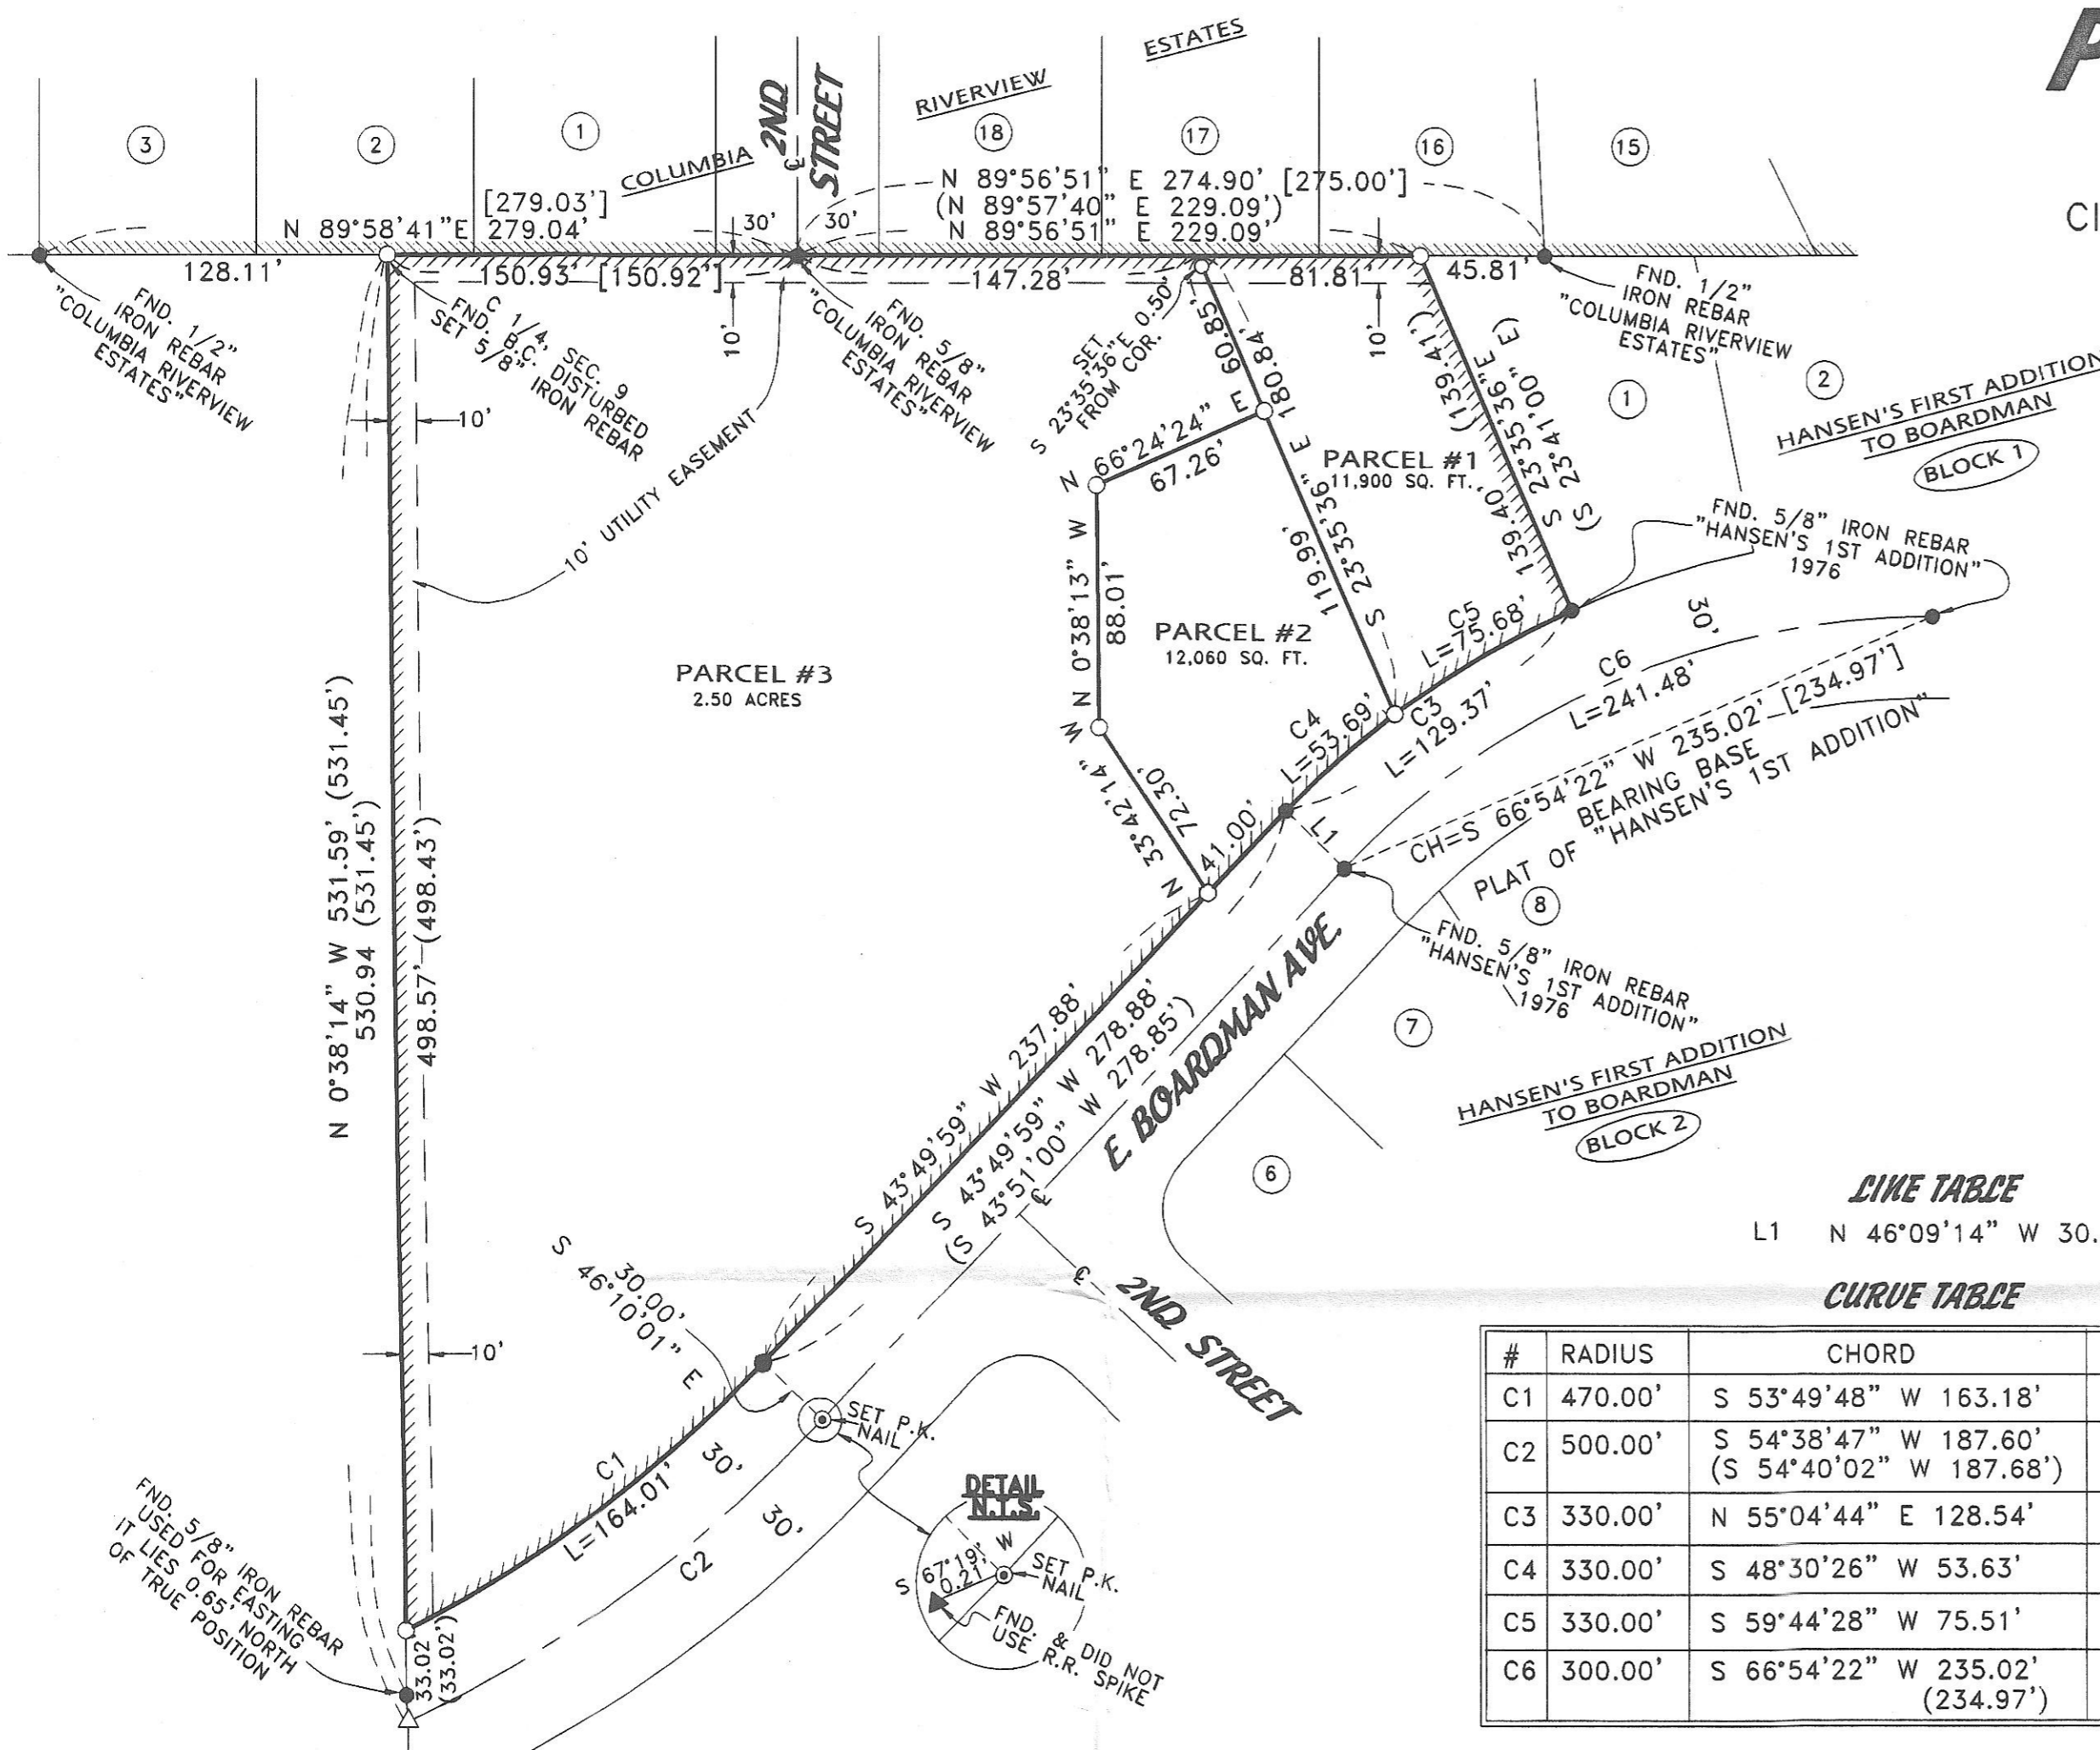 P
CI
ESTATES
RIVERVIEW
COLUMBIA
2ND
STREET
3
2
1
18
17
16
15
N 89°56'51" E 274.90' [275.00']
(N 89°57'40" E 229.09')
N 89°56'51" E 229.09'
[279.03']
N 89°58'41"E 279.04'
30'
30'
128.11'
150.93' [150.92']
147.28'
81.81'
45.81'
10'
10'
FND. 1/2"
IRON REBAR
"COLUMBIA RIVERVIEW
ESTATES"
C 1/4, SEC. 9
FND. B.C. DISTURBED
SET 5/8" IRON REBAR
FND. 5/8"
IRON REBAR
"COLUMBIA RIVERVIEW
ESTATES"
SET
S 23°35'36"E 0.50'
FROM COR.
FND. 1/2"
IRON REBAR
"COLUMBIA RIVERVIEW
ESTATES"
1
2
HANSEN'S FIRST ADDITION
TO BOARDMAN
BLOCK 1
10'
10' UTILITY EASEMENT
60.85'
180.84'
S 23°35'36" E
119.99'
(139.41')
139.40'
S 23°35'36"E
(S 23°41'00" E)
N 66°24'24" E
67.26'
PARCEL #1
11,900 SQ. FT.
FND. 5/8" IRON REBAR
"HANSEN'S 1ST ADDITION"
1976
N 0°38'13" W
88.01'
PARCEL #2
12,060 SQ. FT.
PARCEL #3
2.50 ACRES
C5
L=75.68'
30'
C6
L=241.48'
C4
L=53.69'
C3
L=129.37'
N 33°42'14" W
72.30'
41.00'
L1
CH=S 66°54'22" W 235.02' [234.97']
BEARING BASE
PLAT OF "HANSEN'S 1ST ADDITION"
8
FND. 5/8" IRON REBAR
"HANSEN'S 1ST ADDITION"
1976
7
HANSEN'S FIRST ADDITION
TO BOARDMAN
BLOCK 2
6
N 0°38'14" W 531.59' (531.45')
530.94 (531.45')
498.57' (498.43')
S 43°49'59" W 237.88'
S 43°49'59" W 278.88'
(S 43°51'00" W 278.85')
E. BOARDMAN AVE.
2ND STREET
30.00'
S 46°10'01" E
10'
SET P.K.
NAIL
C1
L=164.01'
30'
C2
30'
FND. 5/8" IRON REBAR
USED FOR EASTING
IT LIES 0.65' NORTH
OF TRUE POSITION
33.02
(33.02')
DETAIL
N.T.S.
S 67°19' W
0.21'
SET P.K.
NAIL
FND. & DID NOT
USE R.R. SPIKE
LINE TABLE
L1 N 46°09'14" W 30.
CURVE TABLE
# RADIUS CHORD
C1 470.00' S 53°49'48" W 163.18'
C2 500.00' S 54°38'47" W 187.60'
(S 54°40'02" W 187.68')
C3 330.00' N 55°04'44" E 128.54'
C4 330.00' S 48°30'26" W 53.63'
C5 330.00' S 59°44'28" W 75.51'
C6 300.00' S 66°54'22" W 235.02'
(234.97')